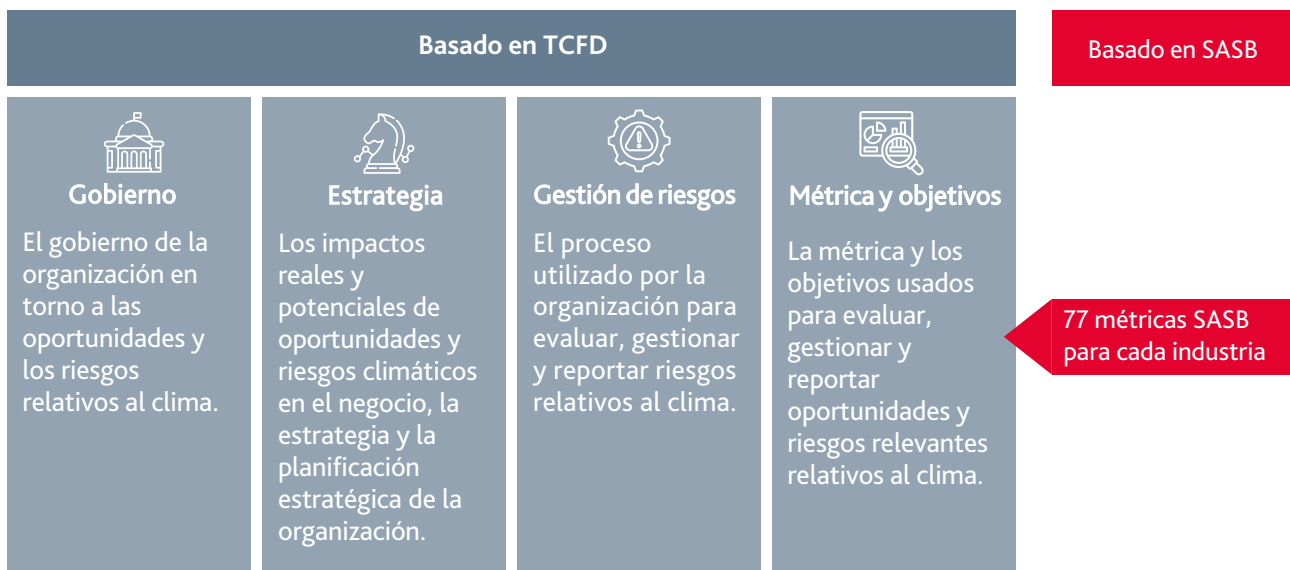 Basado en TCFD
Basado en SASB
Gobierno
El gobierno de la
organización en
torno a las
oportunidades y
los riesgos
relativos al clima.
Estrategia
Los impactos
reales y
potenciales de
oportunidades y
riesgos climáticos
en el negocio, la
estrategia y la
planificación
estratégica de la
organización.
Gestión de riesgos
El proceso
utilizado por la
organización para
evaluar, gestionar
y reportar riesgos
relativos al clima.
Métrica y objetivos
La métrica y los
objetivos usados
para evaluar,
gestionar y
reportar
oportunidades y
riesgos relevantes
relativos al clima.
77 métricas SASB
para cada industria